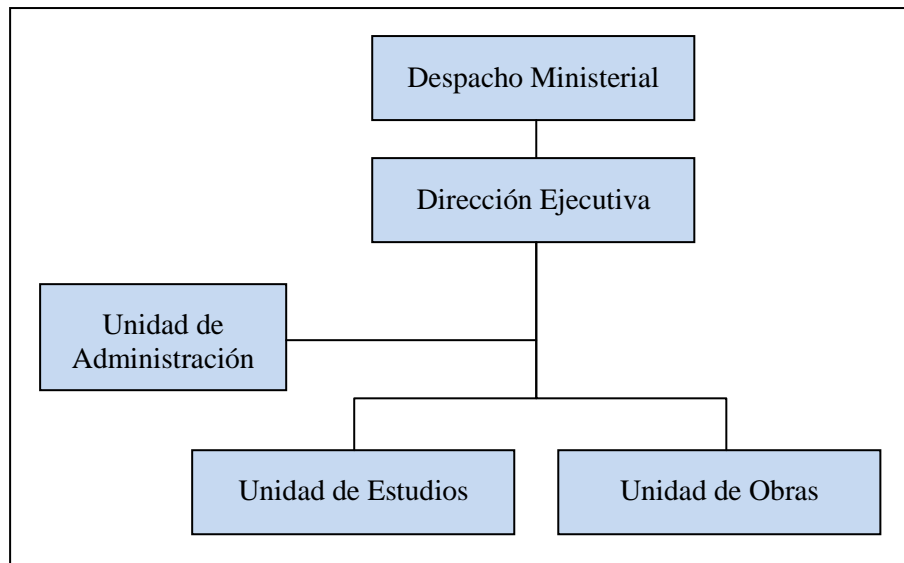 Despacho Ministerial
Dirección Ejecutiva
Unidad de
Administración
Unidad de Estudios
Unidad de Obras